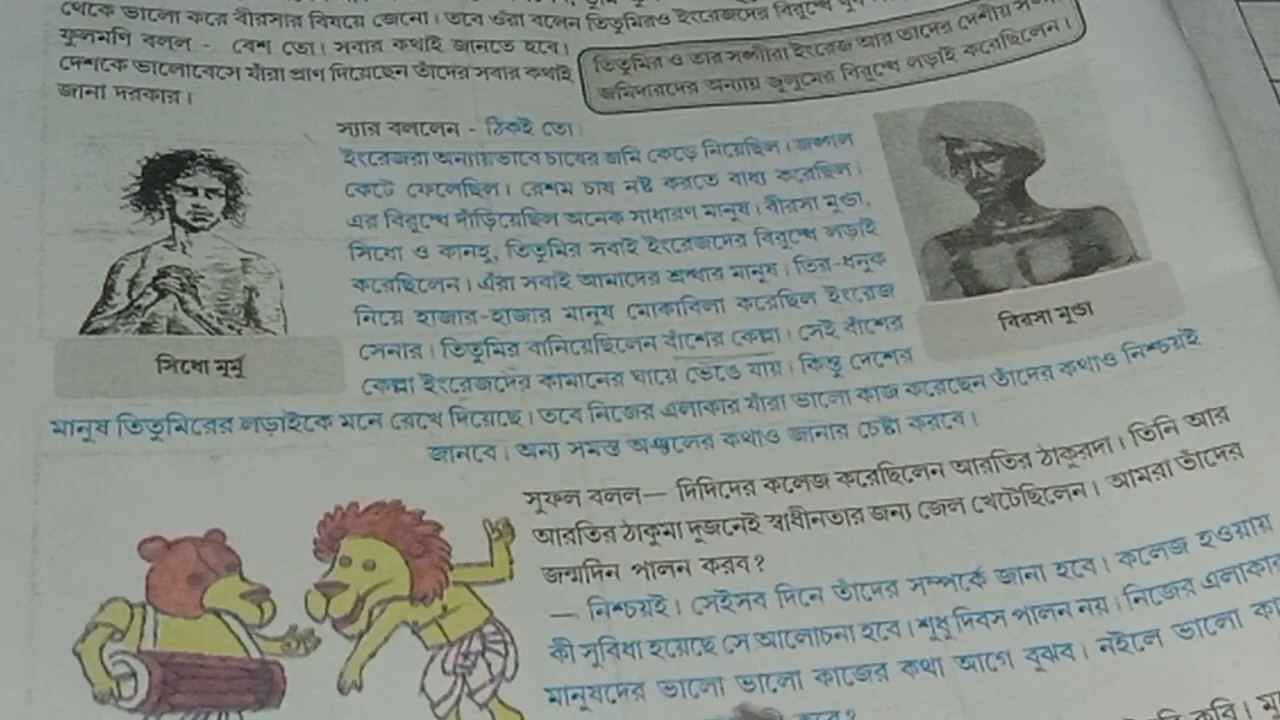 থেকে ভালো করে বীরসার বিষয়ে জেনো। তবে ওঁরা বলেন তিতুমিরও ইংরেজদের বিরুদ্ধে
ফুলমণি বলল - বেশ তো। সবার কথাই জানতে হবে।
দেশকে ভালোবেসে যাঁরা প্রাণ দিয়েছেন তাঁদের সবার কথাই
জানা দরকার।
তিতুমির ও তার সঙ্গীরা ইংরেজ আর তাদের দেশীয়
জমিদারদের অন্যায় জুলুমের বিরুদ্ধে লড়াই করেছিলেন।
স্যার বললেন - ঠিকই তো।
ইংরেজরা অন্যায়ভাবে চাষের জমি কেড়ে নিয়েছিল। জঙ্গল
কেটে ফেলেছিল। রেশম চাষ নষ্ট করতে বাধ্য করেছিল।
এর বিরুদ্ধে দাঁড়িয়েছিল অনেক সাধারণ মানুষ। বীরসা মুন্ডা,
সিধো ও কানহু, তিতুমির সবাই ইংরেজদের বিরুদ্ধে লড়াই
করেছিলেন। এঁরা সবাই আমাদের শ্রদ্ধার মানুষ। তির-ধনুক
নিয়ে হাজার-হাজার মানুষ মোকাবিলা করেছিল ইংরেজ
সেনার। তিতুমির বানিয়েছিলেন বাঁশের কেল্লা। সেই বাঁশের
কেল্লা ইংরেজদের কামানের ঘায়ে ভেঙে যায়। কিন্তু দেশের
মানুষ তিতুমিরের লড়াইকে মনে রেখে দিয়েছে। তবে নিজের এলাকার যাঁরা ভালো কাজ করেছেন তাঁদের কথাও নিশ্চয়ই
জানবে। অন্য সমস্ত অঞ্চলের কথাও জানার চেষ্টা করবে।
সিধো মুর্মু
বিরসা মুন্ডা
সুফল বলল— দিদিদের কলেজ করেছিলেন আরতির ঠাকুরদা। তিনি আর
আরতির ঠাকুমা দুজনেই স্বাধীনতার জন্য জেল খেটেছিলেন। আমরা তাঁদের
জন্মদিন পালন করব?
— নিশ্চয়ই। সেইসব দিনে তাঁদের সম্পর্কে জানা হবে। কলেজ হওয়ায়
কী সুবিধা হয়েছে সে আলোচনা হবে। শুধু দিবস পালন নয়। নিজের এলাকার
মানুষদের ভালো ভালো কাজের কথা আগে বুঝব। নইলে ভালো